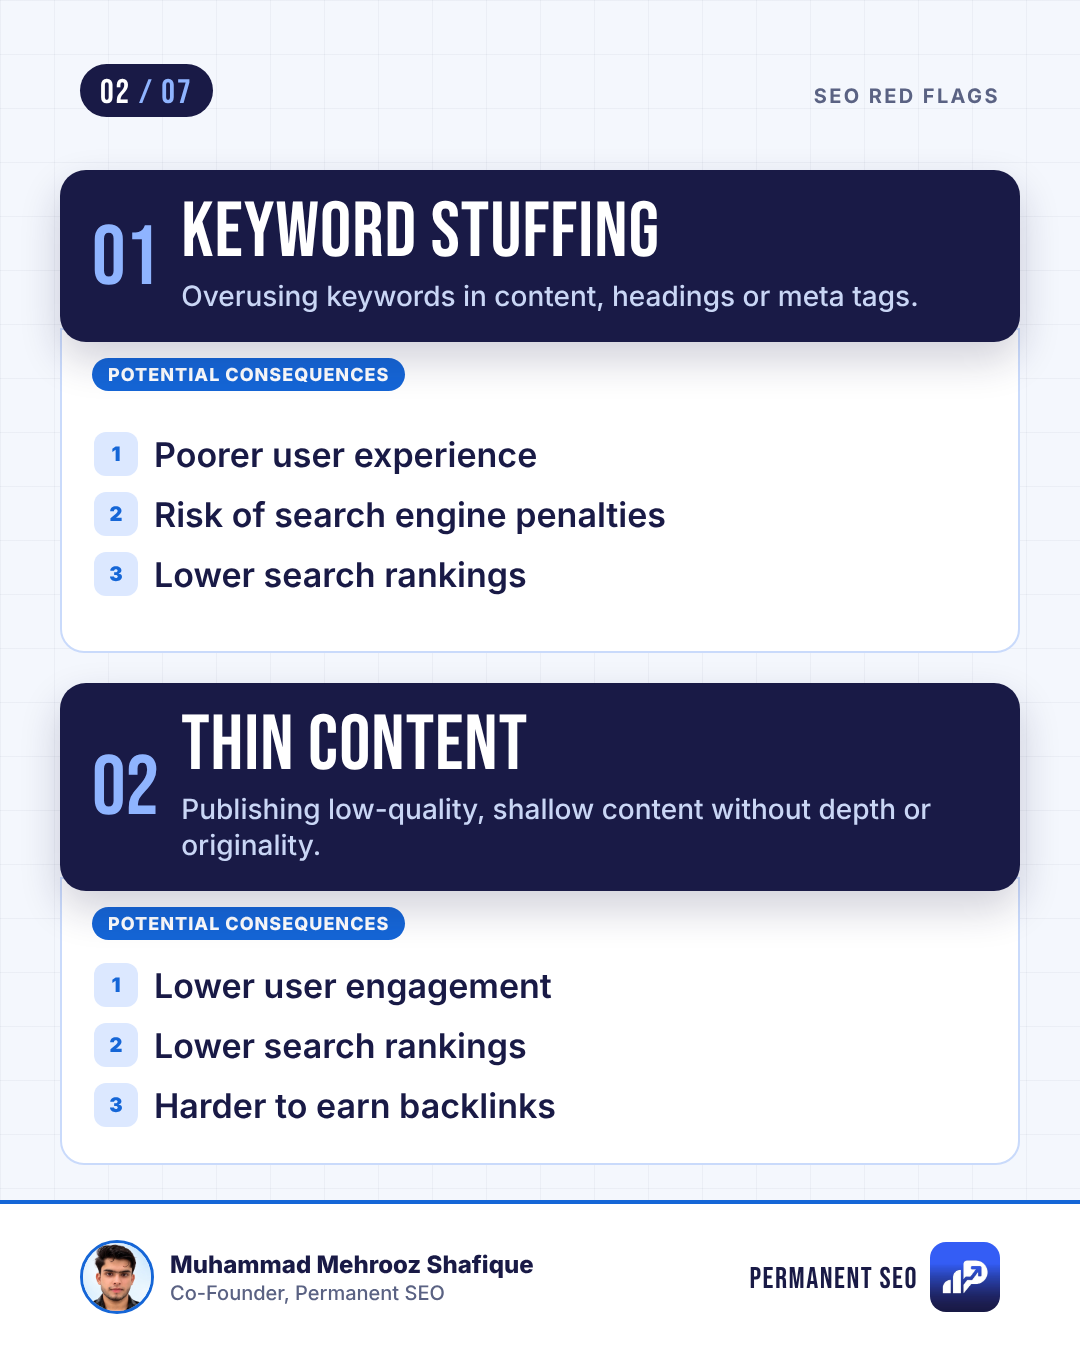 02 / 07
SEO RED FLAGS
01
KEYWORD STUFFING
Overusing keywords in content, headings or meta tags.
POTENTIAL CONSEQUENCES
1 Poorer user experience
2 Risk of search engine penalties
3 Lower search rankings
02
THIN CONTENT
Publishing low-quality, shallow content without depth or
originality.
POTENTIAL CONSEQUENCES
1 Lower user engagement
2 Lower search rankings
3 Harder to earn backlinks
Muhammad Mehrooz Shafique
Co-Founder, Permanent SEO
PERMANENT SEO